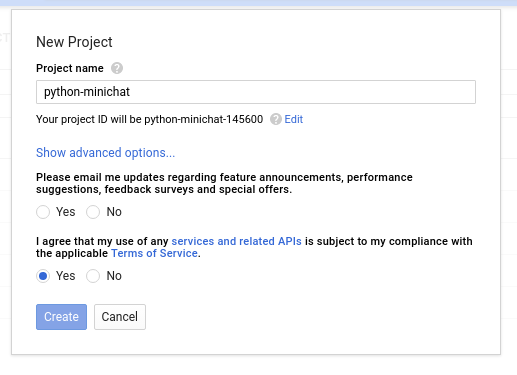 New Project
Project name ?
python-minichat
Your project ID will be python-minichat-145600 ? Edit
Show advanced options...
Please email me updates regarding feature announcements, performance
suggestions, feedback surveys and special offers.
Yes No
I agree that my use of any services and related APIs is subject to my compliance with
the applicable Terms of Service.
Yes No
Create Cancel